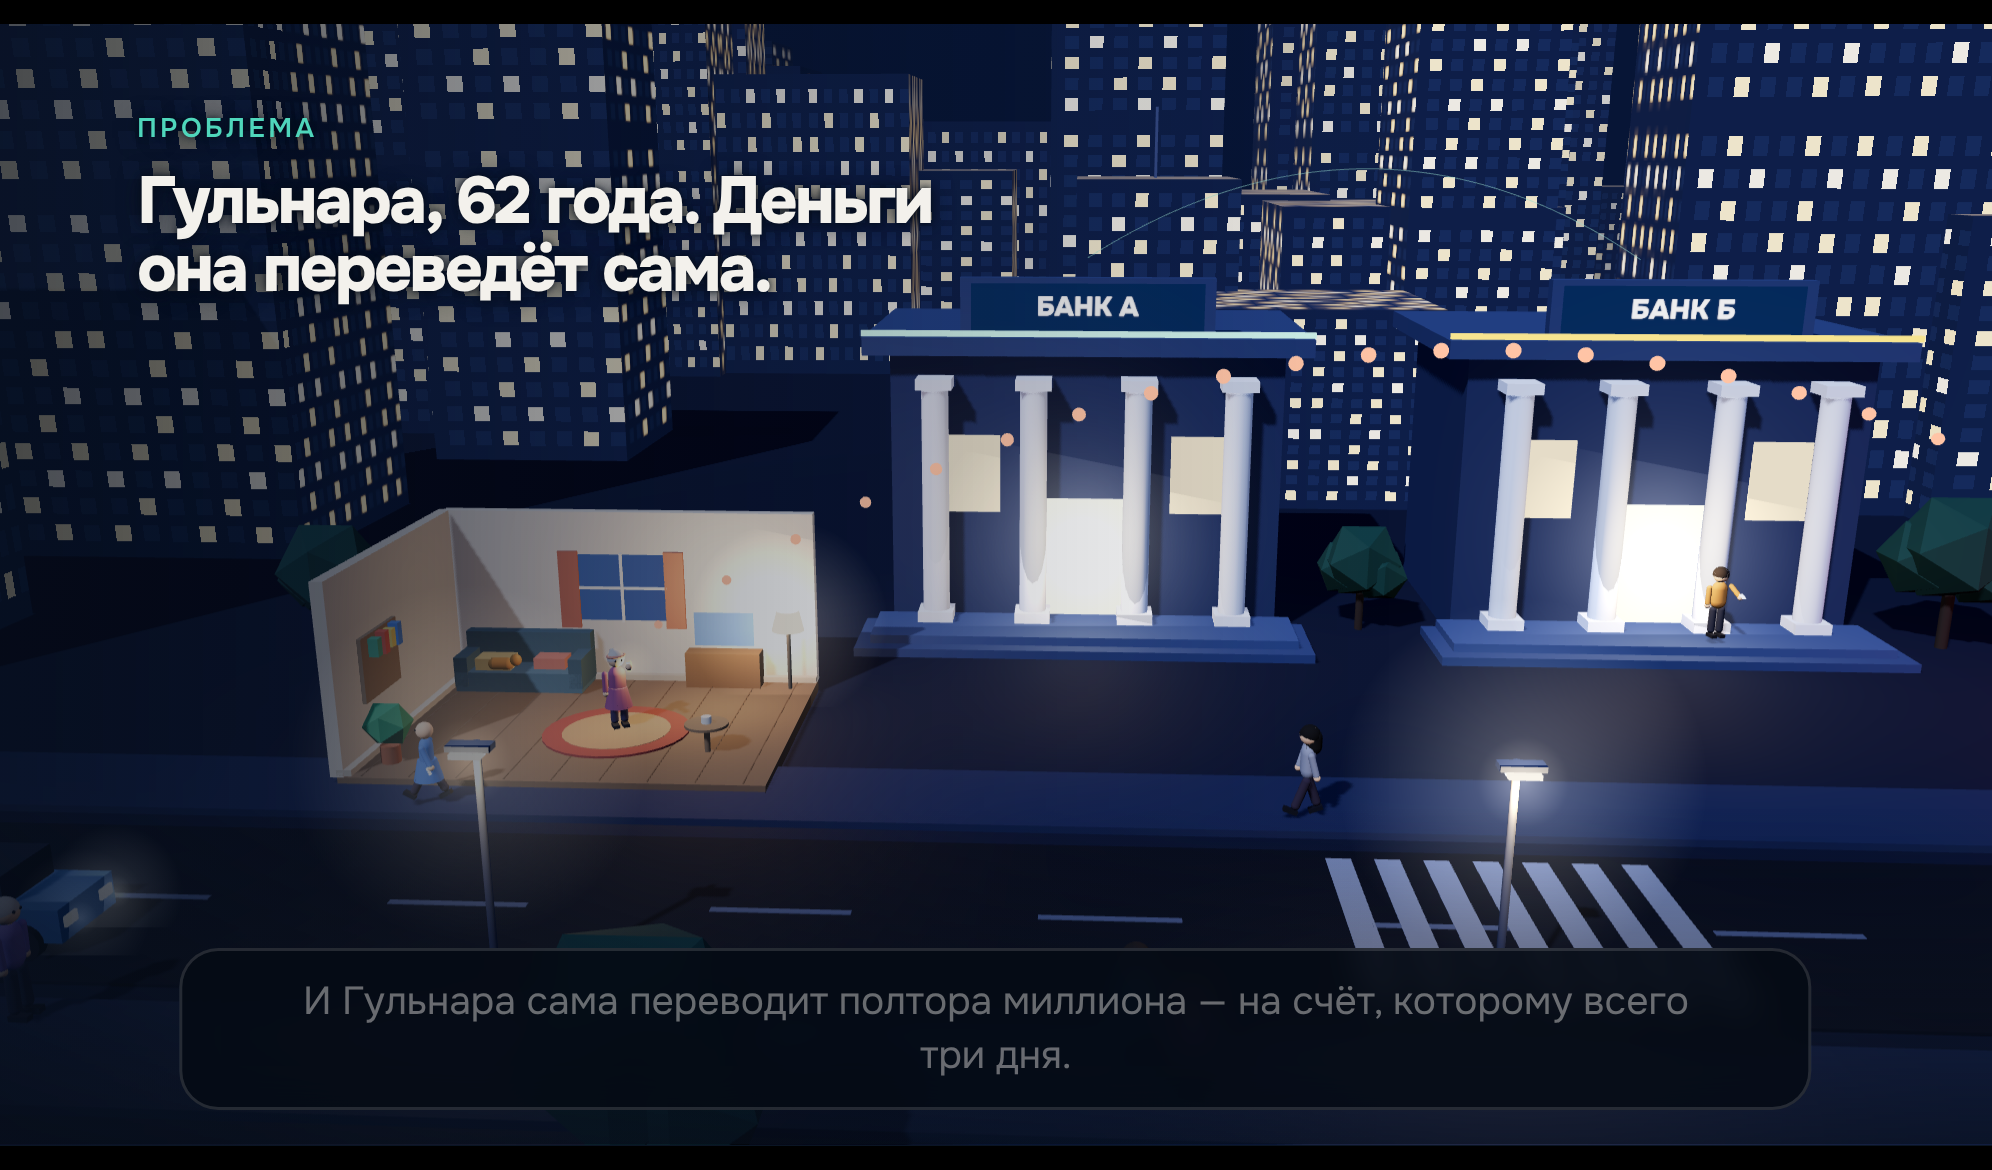 ПРОБЛЕМА
Гульнара, 62 года. Деньги
она переведёт сама.
БАНК А
БАНК Б
И Гульнара сама переводит полтора миллиона — на счёт, которому всего
три дня.